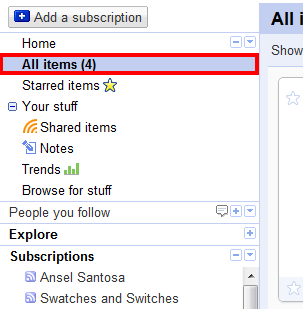 Add a subscription
All i
Home
Show
All items (4)
Starred items
Your stuff
Shared items
Notes
Trends
Browse for stuff
People you follow
Explore
Subscriptions
Ansel Santosa
Swatches and Switches